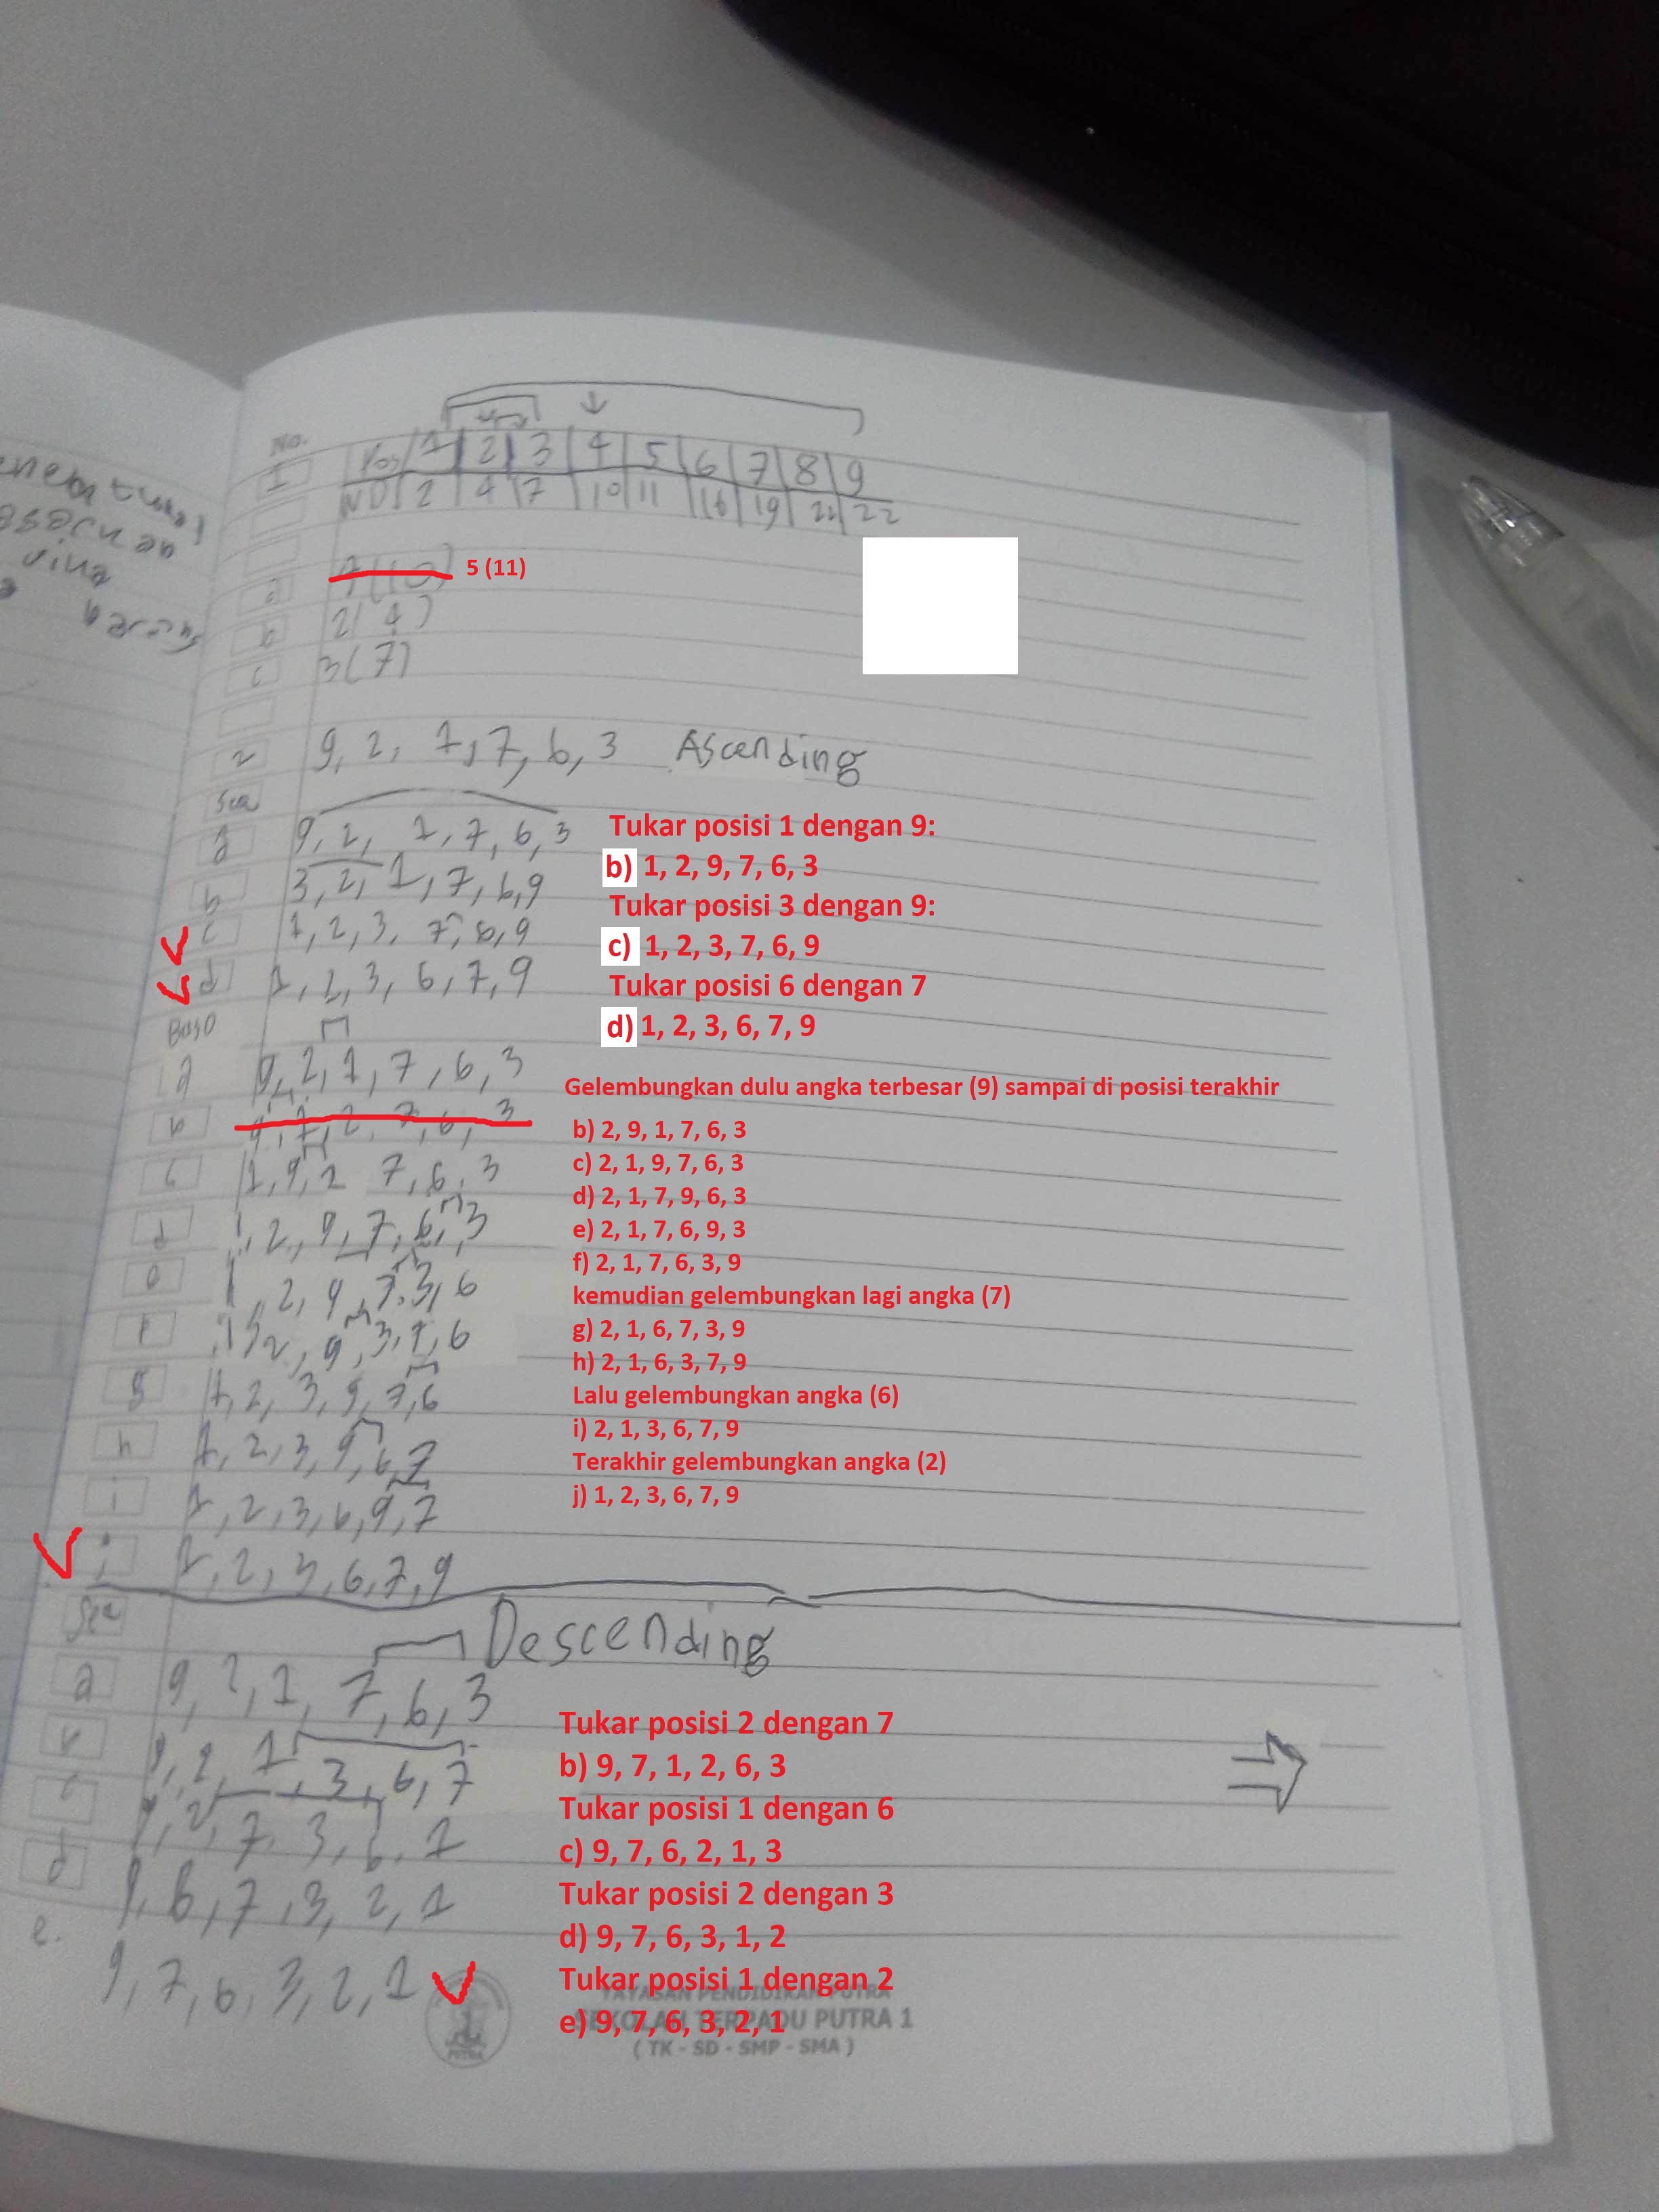 No.
1 Pos 1 2 3 4 5 6 7 8 9
ND 2 4 7 10 11 16 19 21 22
a 4(10) 5 (11)
b 2(4)
c 3(7)
2 9, 2, 1, 7, 6, 3 Ascending
Sea
a 9, 2, 1, 7, 6, 3
Tukar posisi 1 dengan 9:
b) 1, 2, 9, 7, 6, 3
b 3, 2, 1, 7, 6, 9
Tukar posisi 3 dengan 9:
c 1, 2, 3, 7, 6, 9
c) 1, 2, 3, 7, 6, 9
d 1, 2, 3, 6, 7, 9
Tukar posisi 6 dengan 7
d) 1, 2, 3, 6, 7, 9
a 9, 2, 1, 7, 6, 3
Gelembungkan dulu angka terbesar (9) sampai di posisi terakhir
b 9, 1, 2, 7, 6, 3
b) 2, 9, 1, 7, 6, 3
c 1, 9, 2 7, 6, 3
c) 2, 1, 9, 7, 6, 3
d 1, 2, 9, 7, 6, 3
d) 2, 1, 7, 9, 6, 3
e) 2, 1, 7, 6, 9, 3
e 1, 2, 9, 7, 3, 6
f) 2, 1, 7, 6, 3, 9
kemudian gelembungkan lagi angka (7)
f 1, 2, 9, 3, 7, 6
g) 2, 1, 6, 7, 3, 9
h) 2, 1, 6, 3, 7, 9
g 1, 2, 3, 9, 7, 6
Lalu gelembungkan angka (6)
i) 2, 1, 3, 6, 7, 9
h 1, 2, 3, 9, 6, 7
Terakhir gelembungkan angka (2)
j) 1, 2, 3, 6, 7, 9
i 1, 2, 3, 6, 9, 7
j 1, 2, 3, 6, 7, 9
Sea
Descending
a 9, 2, 1, 7, 6, 3
Tukar posisi 2 dengan 7
b 9, 2, 1, 3, 6, 7
b) 9, 7, 1, 2, 6, 3
Tukar posisi 1 dengan 6
c 9, 2, 7, 3, 6, 1
c) 9, 7, 6, 2, 1, 3
d 9, 6, 7, 3, 2, 1
Tukar posisi 2 dengan 3
d) 9, 7, 6, 3, 1, 2
e. 9, 7, 6, 3, 2, 1
Tukar posisi 1 dengan 2
YAYASAN PENDIDIKAN PUTRA
e) 9, 7, 6, 3, 2, 1
SEKOLAH TERPADU PUTRA 1
( TK - SD - SMP - SMA )
PUTRA